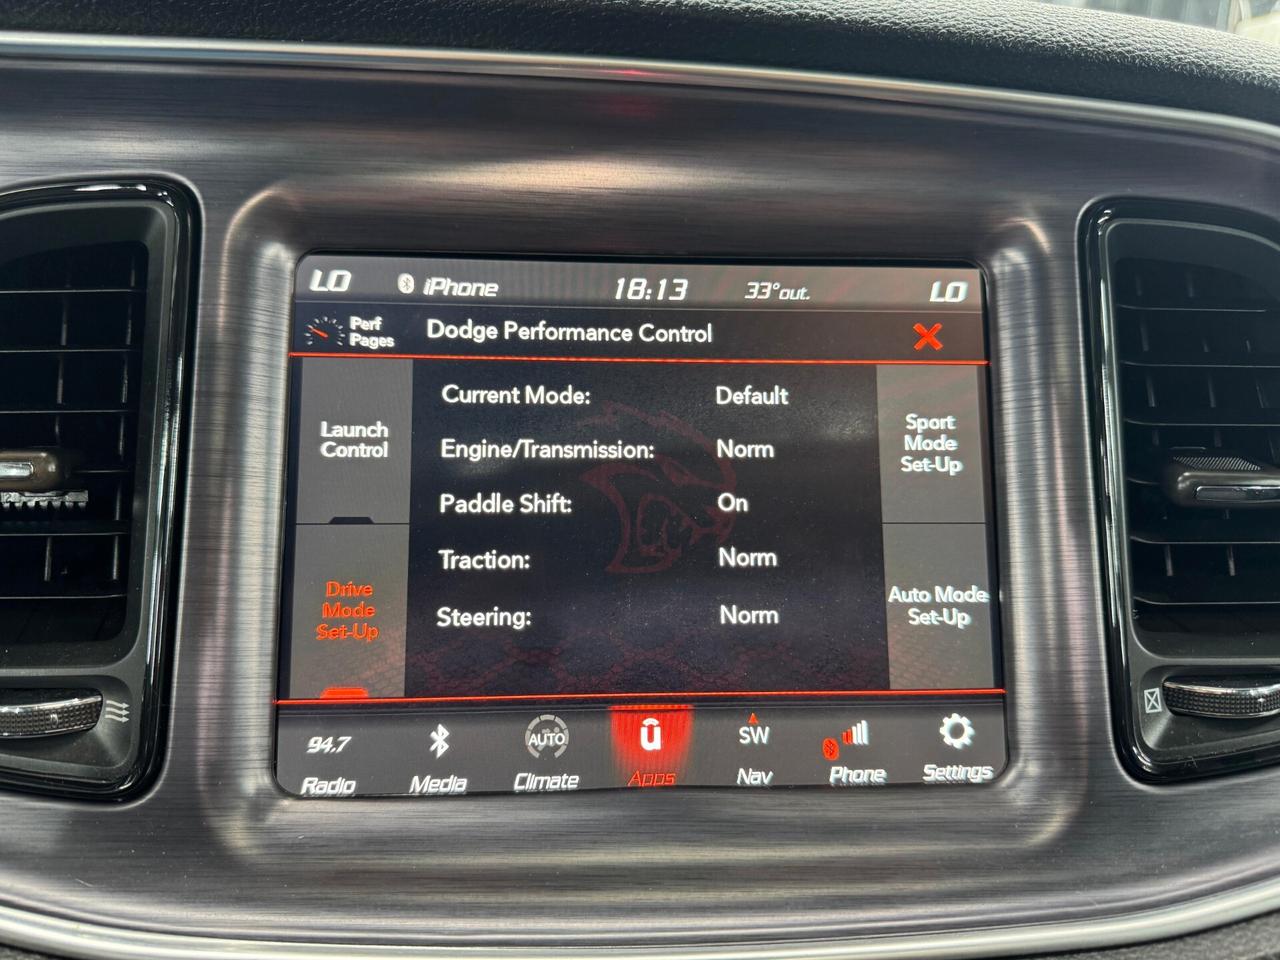 LO iPhone 18:13 33°out. LO
Perf
Pages
Dodge Performance Control
Launch
Control
Drive
Mode
Set-Up
Current Mode: Default
Engine/Transmission: Norm
Paddle Shift: On
Traction: Norm
Steering: Norm
Sport
Mode
Set-Up
Auto Mode
Set-Up
94.7 AUTO û SW
Radio Media Climate Apps Nav Phone Settings